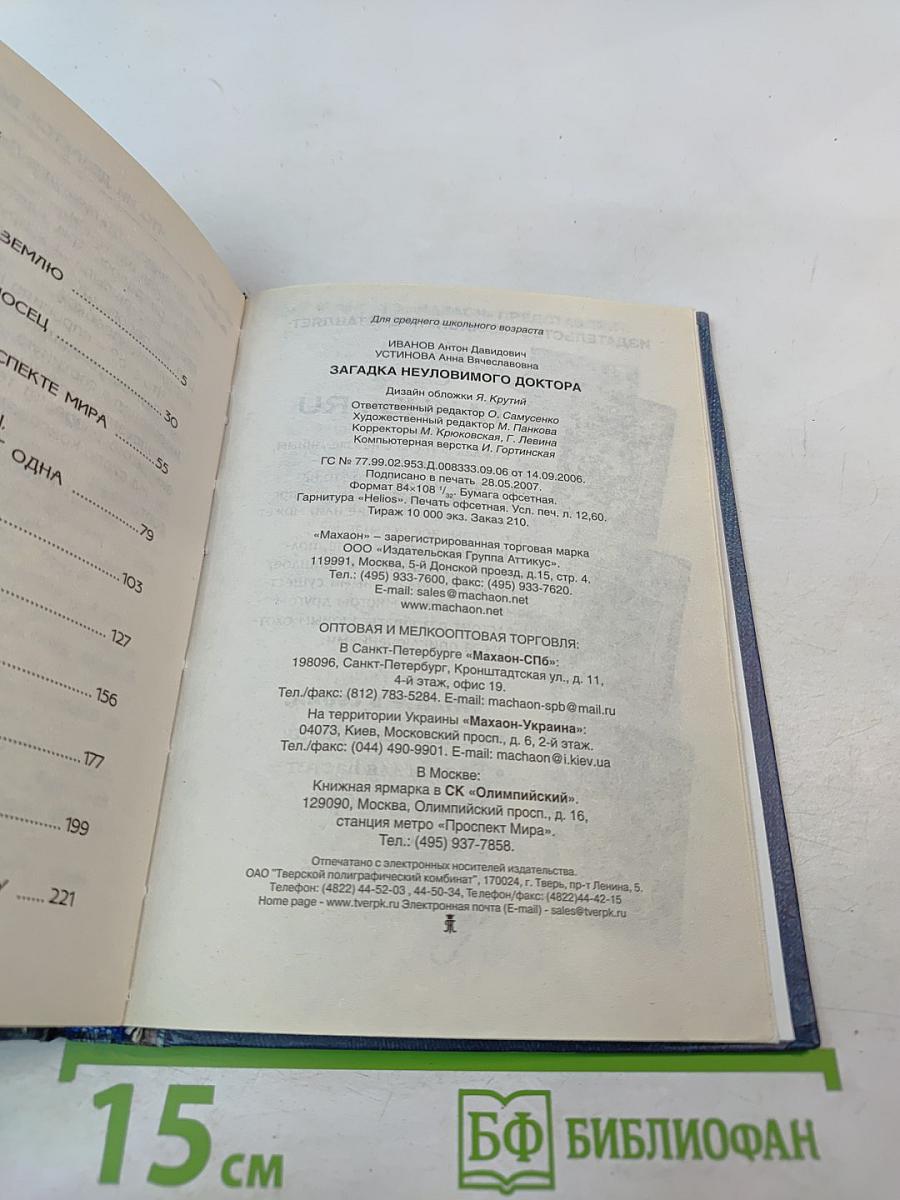 ЗЕМЛЮ
5
НОСЕЦ
30
СПЕКТЕ МИРА
55
ОДНА
79
103
127
156
177
199
У ...... 221
Для среднего школьного возраста
ИВАНОВ Антон Давидович
УСТИНОВА Анна Вячеславовна
ЗАГАДКА НЕУЛОВИМОГО ДОКТОРА
Дизайн обложки Я. Крутий
Ответственный редактор О. Самусенко
Художественный редактор М. Панкова
Корректоры М. Крюковская, Г. Левина
Компьютерная верстка И. Гортинская
ГС № 77.99.02.953.Д.008333.09.06 от 14.09.2006.
Подписано в печать 28.05.2007.
Формат 84×108 1/32. Бумага офсетная.
Гарнитура «Helios». Печать офсетная. Усл. печ. л. 12,60.
Тираж 10 000 экз. Заказ 210.
«Махаон» – зарегистрированная торговая марка
ООО «Издательская Группа Аттикус».
119991, Москва, 5-й Донской проезд, д.15, стр. 4.
Тел.: (495) 933-7600, факс: (495) 933-7620.
E-mail: sales@machaon.net
www.machaon.net
ОПТОВАЯ И МЕЛКООПТОВАЯ ТОРГОВЛЯ:
В Санкт-Петербурге «Махаон-СПб»:
198096, Санкт-Петербург, Кронштадтская ул., д. 11,
4-й этаж, офис 19.
Тел./факс: (812) 783-5284. E-mail: machaon-spb@mail.ru
На территории Украины «Махаон-Украина»:
04073, Киев, Московский просп., д. 6, 2-й этаж.
Тел./факс: (044) 490-9901. E-mail: machaon@i.kiev.ua
В Москве:
Книжная ярмарка в СК «Олимпийский».
129090, Москва, Олимпийский просп., д. 16,
станция метро «Проспект Мира».
Тел.: (495) 937-7858.
Отпечатано с электронных носителей издательства.
ОАО "Тверской полиграфический комбинат", 170024, г. Тверь, пр-т Ленина, 5.
Телефон: (4822) 44-52-03 , 44-50-34, Телефон/факс: (4822)44-42-15
Home page - www.tverpk.ru Электронная почта (E-mail) - sales@tverpk.ru
15 см
БФ БИБЛИОФАН